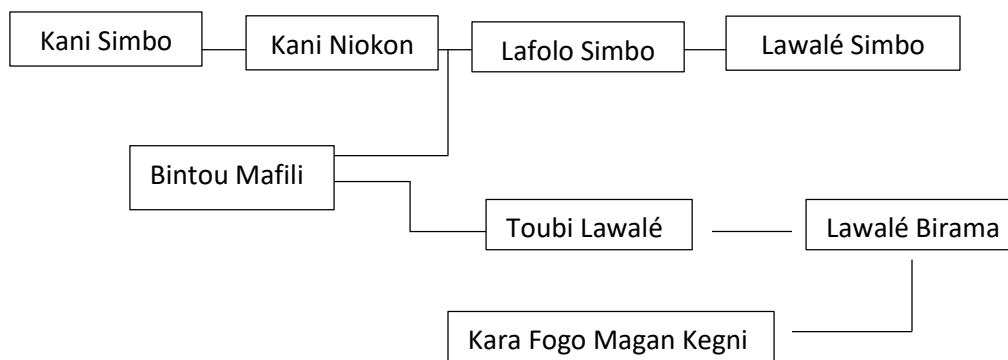 Kani Simbo
Kani Niokon
Lafolo Simbo
Lawalé Simbo
Bintou Mafili
Toubi Lawalé
Lawalé Birama
Kara Fogo Magan Kegni